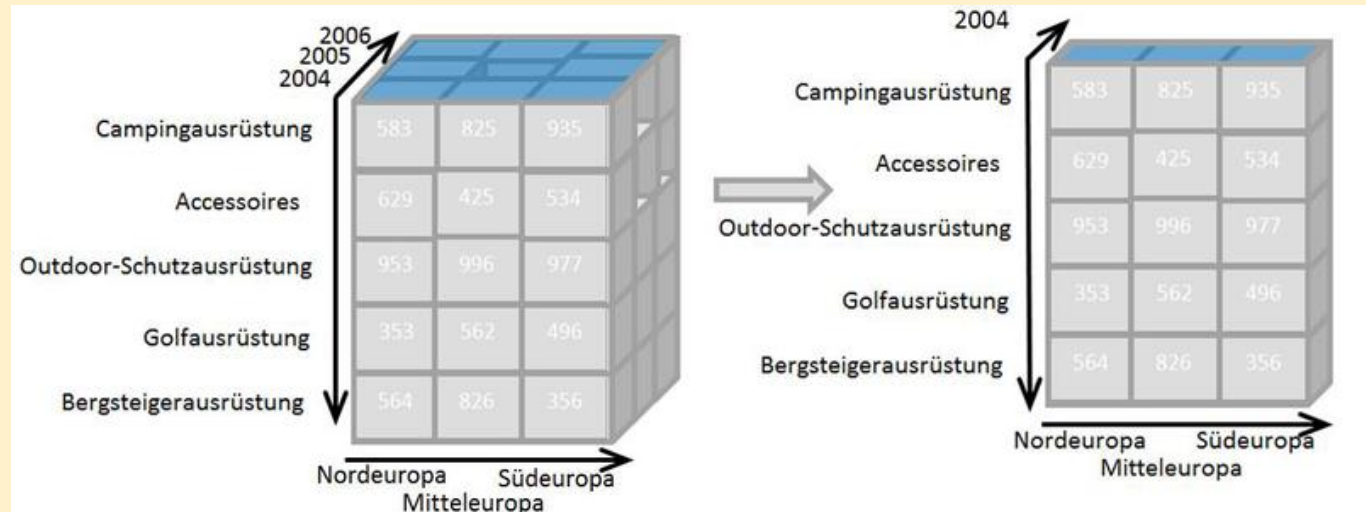 2006
2005
2004
Campingausrüstung 583 825 935
Accessoires 629 425 534
Outdoor-Schutzausrüstung 953 996 977
Golfausrüstung 353 562 496
Bergsteigerausrüstung 564 826 356
Nordeuropa Südeuropa
Mitteleuropa
2004
Campingausrüstung 583 825 935
Accessoires 629 425 534
Outdoor-Schutzausrüstung 953 996 977
Golfausrüstung 353 562 496
Bergsteigerausrüstung 564 826 356
Nordeuropa Südeuropa
Mitteleuropa